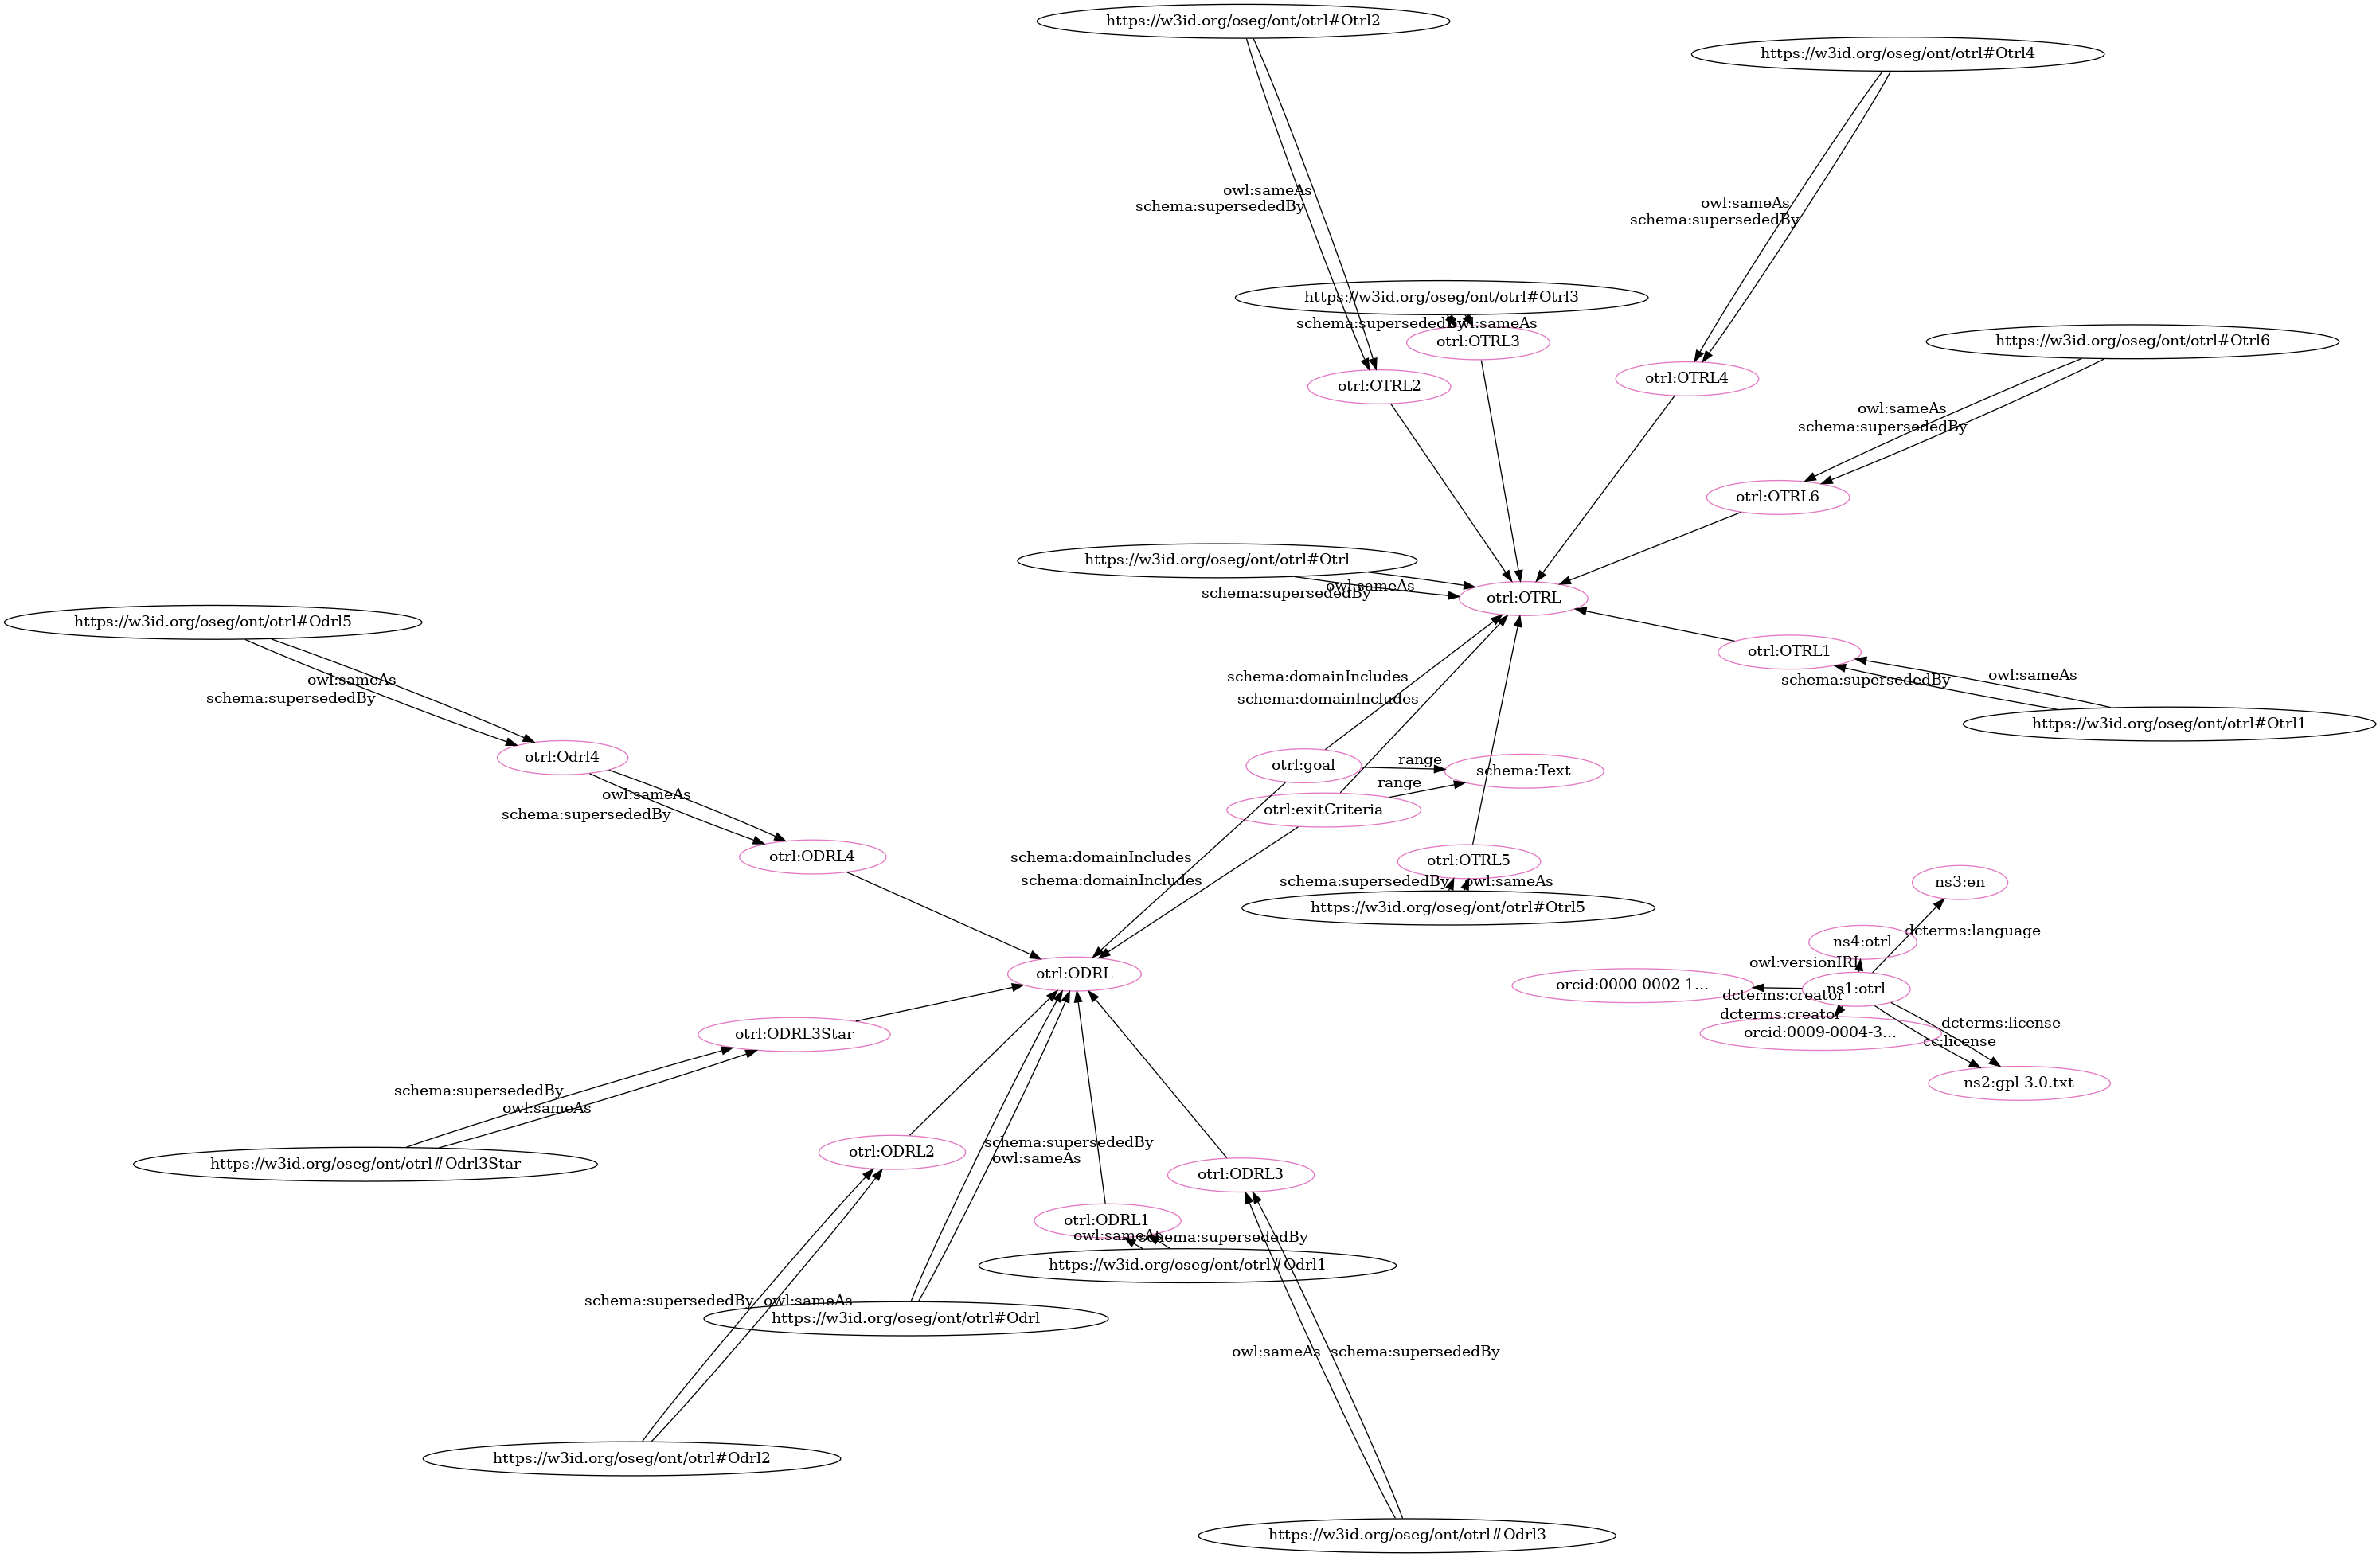 https://w3id.org/oseg/ont/otrl#Otrl2
https://w3id.org/oseg/ont/otrl#Otrl4
owl:sameAs
schema:supersededBy
owl:sameAs
schema:supersededBy
https://w3id.org/oseg/ont/otrl#Otrl3
schema:supersededBy
owl:sameAs
otrl:OTRL3
https://w3id.org/oseg/ont/otrl#Otrl6
otrl:OTRL2
otrl:OTRL4
owl:sameAs
schema:supersededBy
otrl:OTRL6
https://w3id.org/oseg/ont/otrl#Otrl
owl:sameAs
schema:supersededBy
otrl:OTRL
https://w3id.org/oseg/ont/otrl#Odrl5
otrl:OTRL1
owl:sameAs
schema:supersededBy
owl:sameAs
schema:supersededBy
schema:domainIncludes
schema:domainIncludes
https://w3id.org/oseg/ont/otrl#Otrl1
otrl:Odrl4
otrl:goal
range
schema:Text
range
otrl:exitCriteria
owl:sameAs
schema:supersededBy
otrl:ODRL4
schema:domainIncludes
schema:domainIncludes
otrl:OTRL5
schema:supersededBy
owl:sameAs
https://w3id.org/oseg/ont/otrl#Otrl5
ns3:en
dcterms:language
ns4:otrl
owl:versionIRI
otrl:ODRL
orcid:0000-0002-1...
ns1:otrl
dcterms:creator
dcterms:creator
orcid:0009-0004-3...
dcterms:license
cc:license
ns2:gpl-3.0.txt
otrl:ODRL3Star
schema:supersededBy
owl:sameAs
https://w3id.org/oseg/ont/otrl#Odrl3Star
otrl:ODRL2
schema:supersededBy
owl:sameAs
otrl:ODRL3
otrl:ODRL1
owl:sameAs
schema:supersededBy
https://w3id.org/oseg/ont/otrl#Odrl1
schema:supersededBy
owl:sameAs
https://w3id.org/oseg/ont/otrl#Odrl
owl:sameAs
schema:supersededBy
https://w3id.org/oseg/ont/otrl#Odrl2
https://w3id.org/oseg/ont/otrl#Odrl3